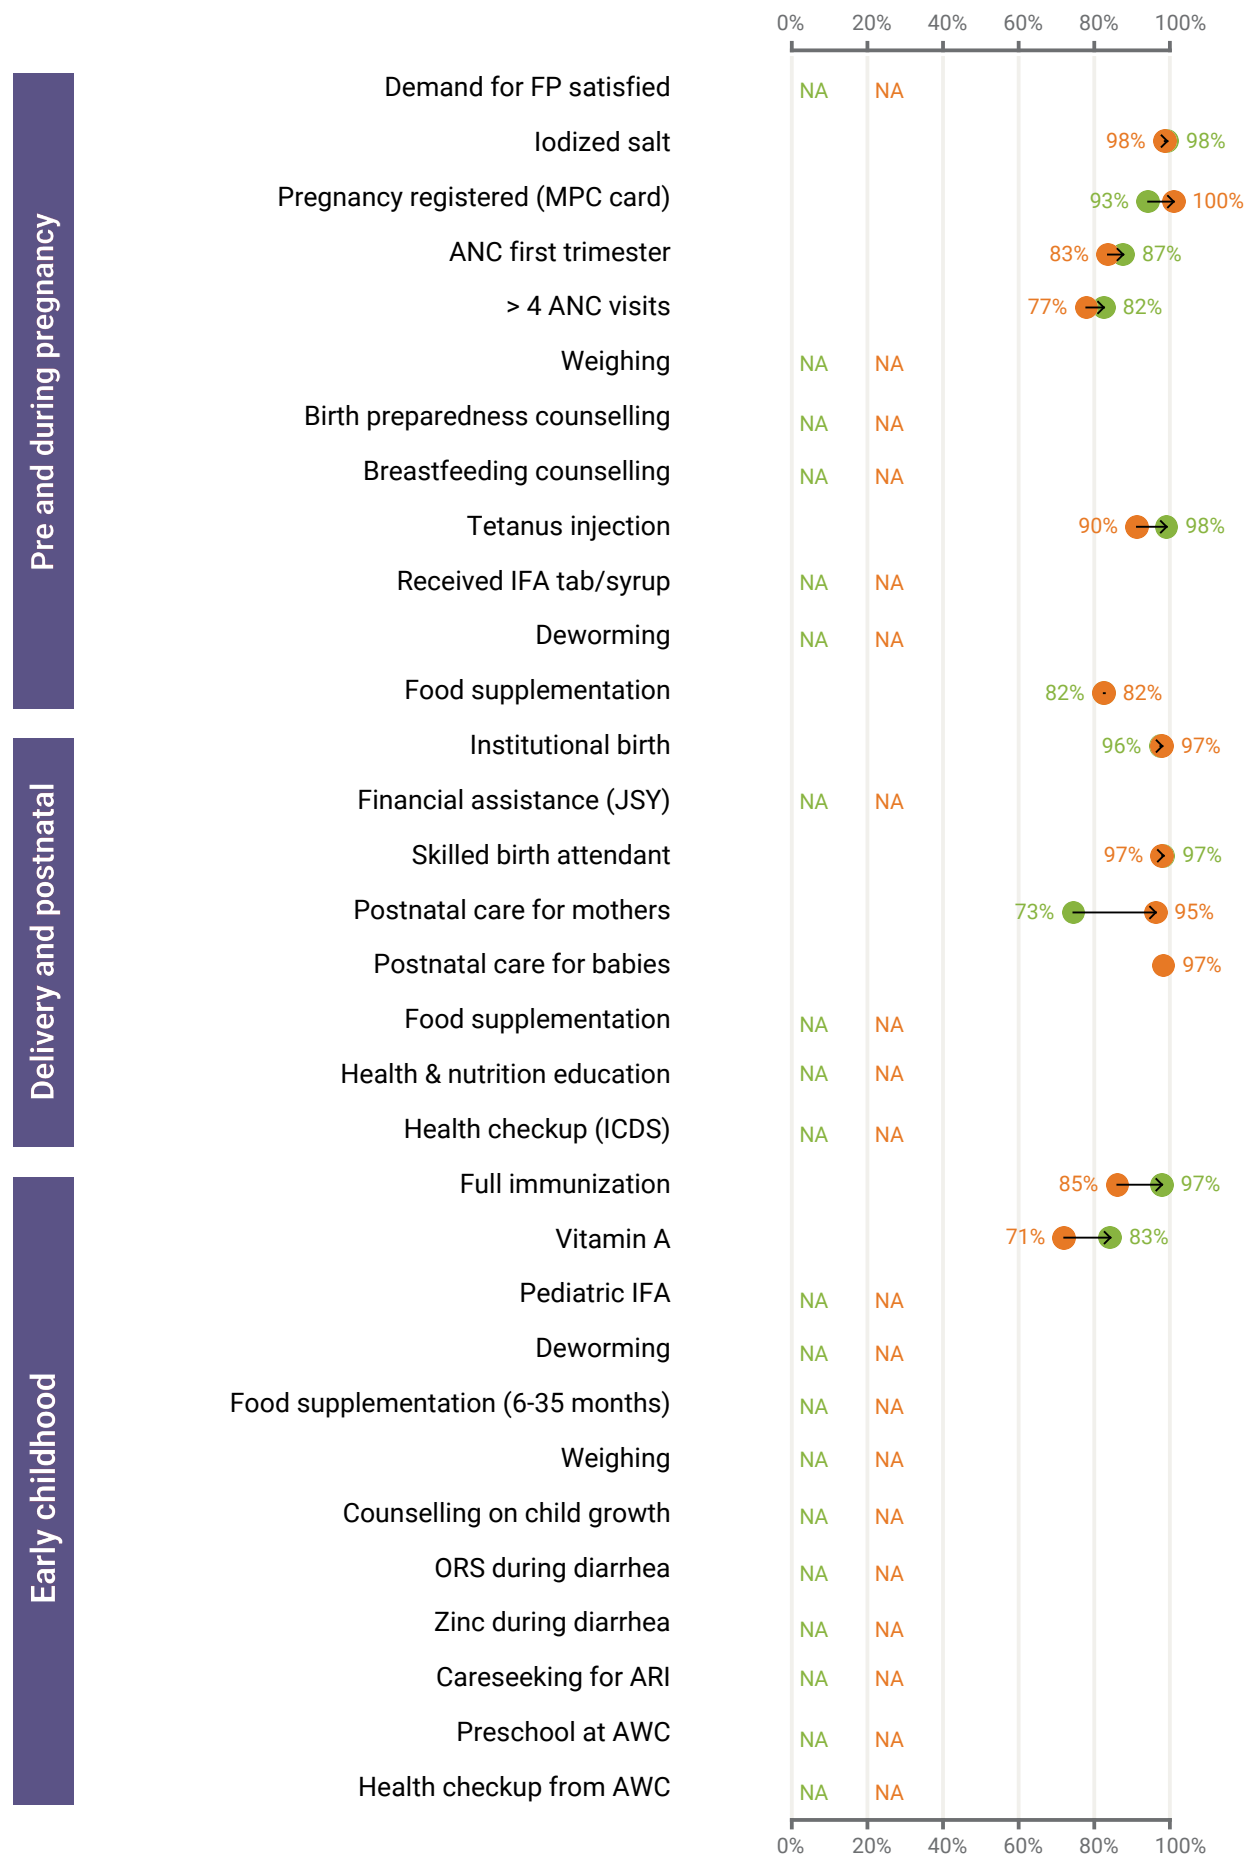 0% 20% 40% 60% 80% 100%
Pre and during pregnancy
Demand for FP satisfied NA NA
Iodized salt 98% 98%
Pregnancy registered (MPC card) 93% 100%
ANC first trimester 83% 87%
> 4 ANC visits 77% 82%
Weighing NA NA
Birth preparedness counselling NA NA
Breastfeeding counselling NA NA
Tetanus injection 90% 98%
Received IFA tab/syrup NA NA
Deworming NA NA
Food supplementation 82% 82%
Delivery and postnatal
Institutional birth 96% 97%
Financial assistance (JSY) NA NA
Skilled birth attendant 97% 97%
Postnatal care for mothers 73% 95%
Postnatal care for babies 97%
Food supplementation NA NA
Health & nutrition education NA NA
Health checkup (ICDS) NA NA
Early childhood
Full immunization 85% 97%
Vitamin A 71% 83%
Pediatric IFA NA NA
Deworming NA NA
Food supplementation (6-35 months) NA NA
Weighing NA NA
Counselling on child growth NA NA
ORS during diarrhea NA NA
Zinc during diarrhea NA NA
Careseeking for ARI NA NA
Preschool at AWC NA NA
Health checkup from AWC NA NA
0% 20% 40% 60% 80% 100%